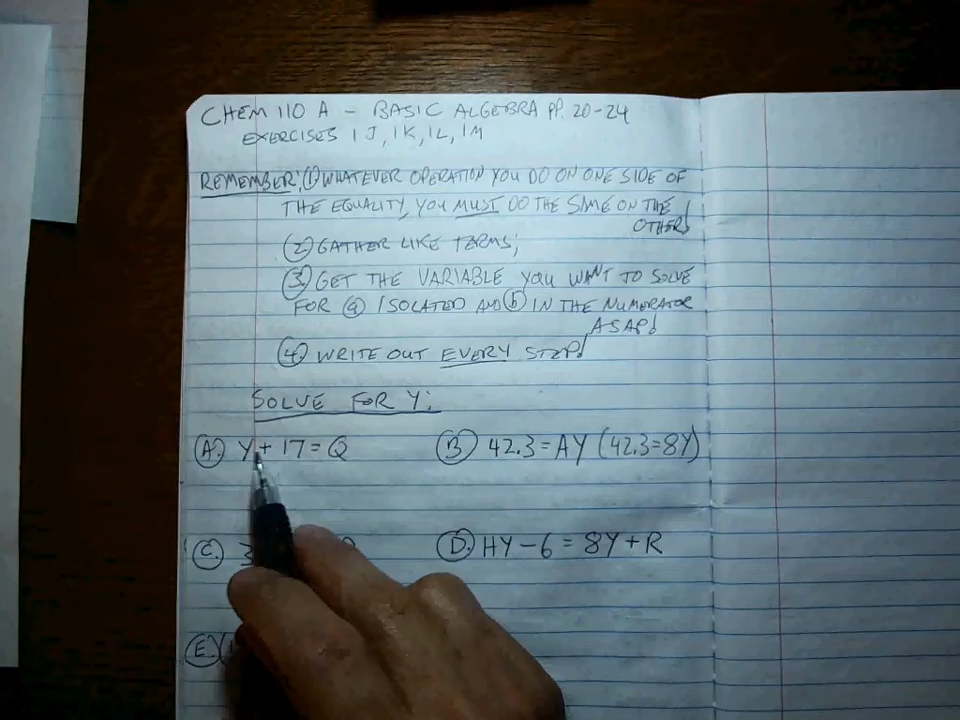 CHEM 110 A - BASIC ALGEBRA PP. 20-24
EXERCISES 1J, 1K, 1L, 1M
REMEMBER: (1) WHATEVER OPERATION YOU DO ON ONE SIDE OF
THE EQUALITY, YOU MUST DO THE SAME ON THE
OTHER!
(2) GATHER LIKE TERMS;
(3.) GET THE VARIABLE YOU WANT TO SOLVE
FOR (a) ISOLATED AND (b) IN THE NUMORATOR
ASAP!
(4) WRITE OUT EVERY STEP!
SOLVE FOR Y:
(A.) Y + 17 = Q
(B) 42.3 = AY (42.3 = 8Y)
(C.) 3
(D.) HY - 6 = 8Y + R
(E.) (